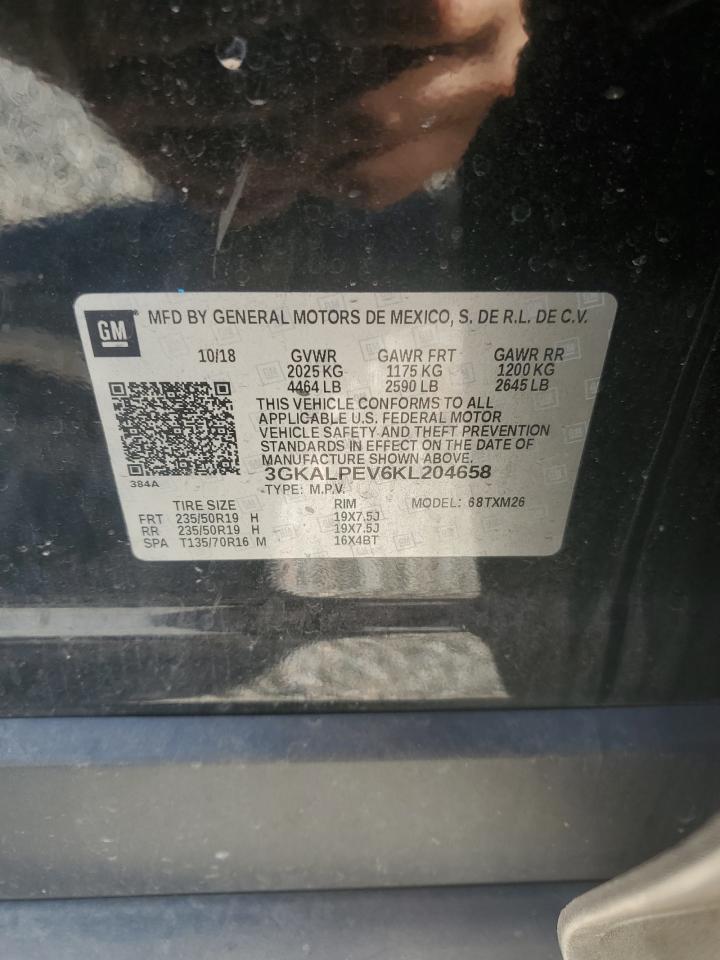 GM ® MFD BY GENERAL MOTORS DE MEXICO, S. DE R.L. DE C.V.
10/18 GVWR GAWR FRT GAWR RR
2025 KG 1175 KG 1200 KG
4464 LB 2590 LB 2645 LB
THIS VEHICLE CONFORMS TO ALL
APPLICABLE U.S. FEDERAL MOTOR
VEHICLE SAFETY AND THEFT PREVENTION
STANDARDS IN EFFECT ON THE DATE OF
MANUFACTURE SHOWN ABOVE.
3GKALPEV6KL204658
384A
TYPE: M.P.V.
TIRE SIZE RIM MODEL: 68TXM26
FRT 235/50R19 H 19X7.5J
RR 235/50R19 H 19X7.5J
SPA T135/70R16 M 16X4BT